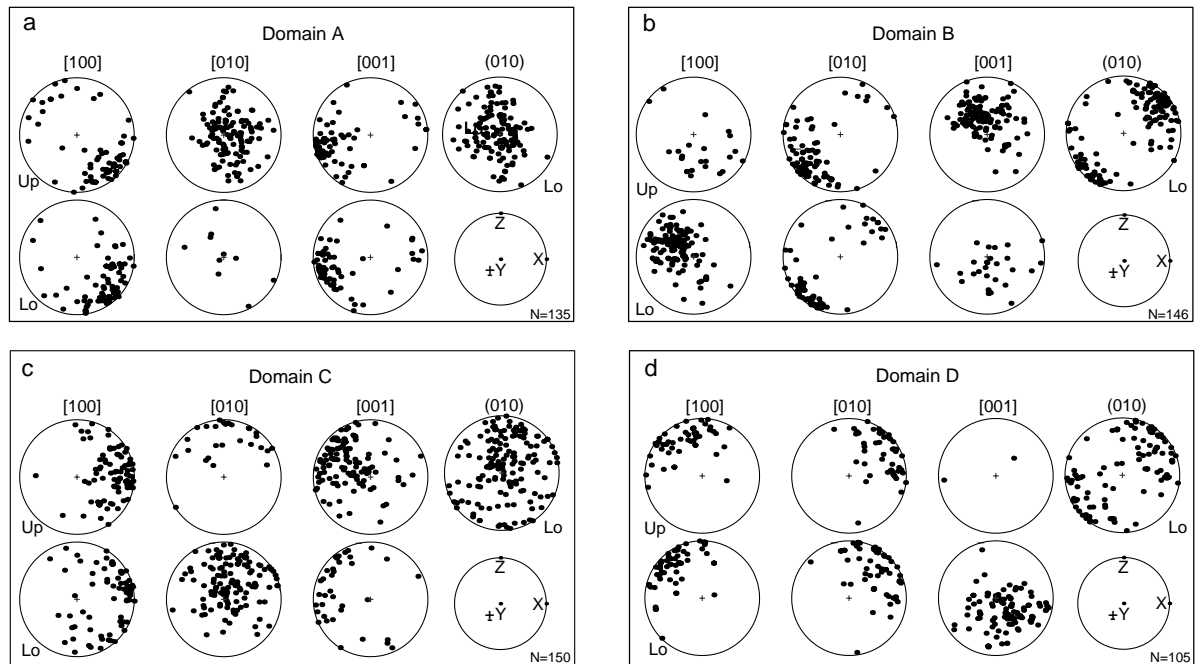 a
Domain A
[100] [010] [001] (010)
Up Lo
Z
X
Y
Lo
N=135
b
Domain B
[100] [010] [001] (010)
Up Lo
Z
X
Y
Lo
N=146
c
Domain C
[100] [010] [001] (010)
Up Lo
Z
X
Y
Lo
N=150
d
Domain D
[100] [010] [001] (010)
Up Lo
Z
X
Y
Lo
N=105